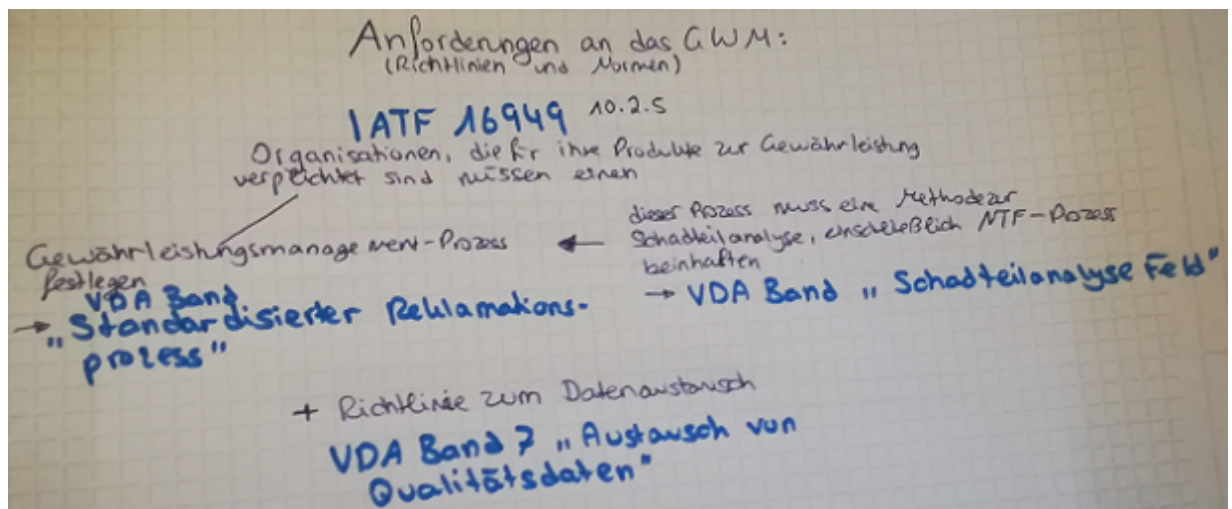 Anforderungen an das GWM:
(Richtlinien und Normen)
IATF 16949 10.2.5
Organisationen, die für ihre Produkte zur Gewährleistung
verpflichtet sind müssen einen
Gewährleistungsmanagement-Prozess
festlegen
→ VDA Band
„Standardisierter Reklamations-
prozess"
←
dieser Prozess muss eine Methode zur
Schadteilanalyse, einschließlich NTF-Prozess
beinhalten
→ VDA Band „Schadteilanalyse Feld"
+ Richtlinie zum Datenaustausch
VDA Band 7 „Austausch von
Qualitätsdaten"